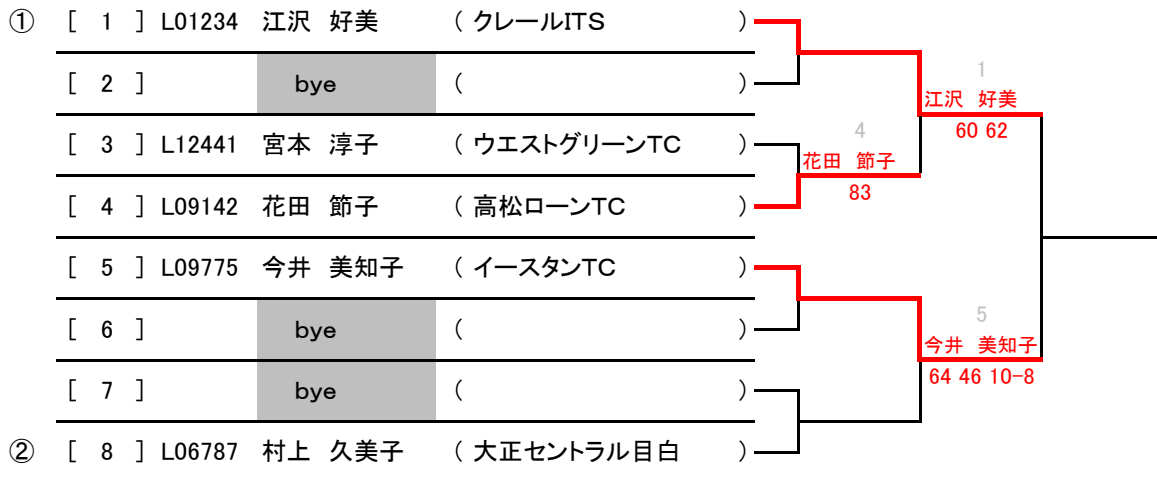 ① [ 1 ] L01234 江沢 好美 ( クレールITS )
[ 2 ] bye ( )
1
江沢 好美
[ 3 ] L12441 宮本 淳子 ( ウエストグリーンTC )
4
60 62
花田 節子
83
[ 4 ] L09142 花田 節子 ( 高松ローンTC )
[ 5 ] L09775 今井 美知子 ( イースタンTC )
5
[ 6 ] bye ( )
今井 美知子
64 46 10-8
[ 7 ] bye ( )
② [ 8 ] L06787 村上 久美子 ( 大正セントラル目白 )